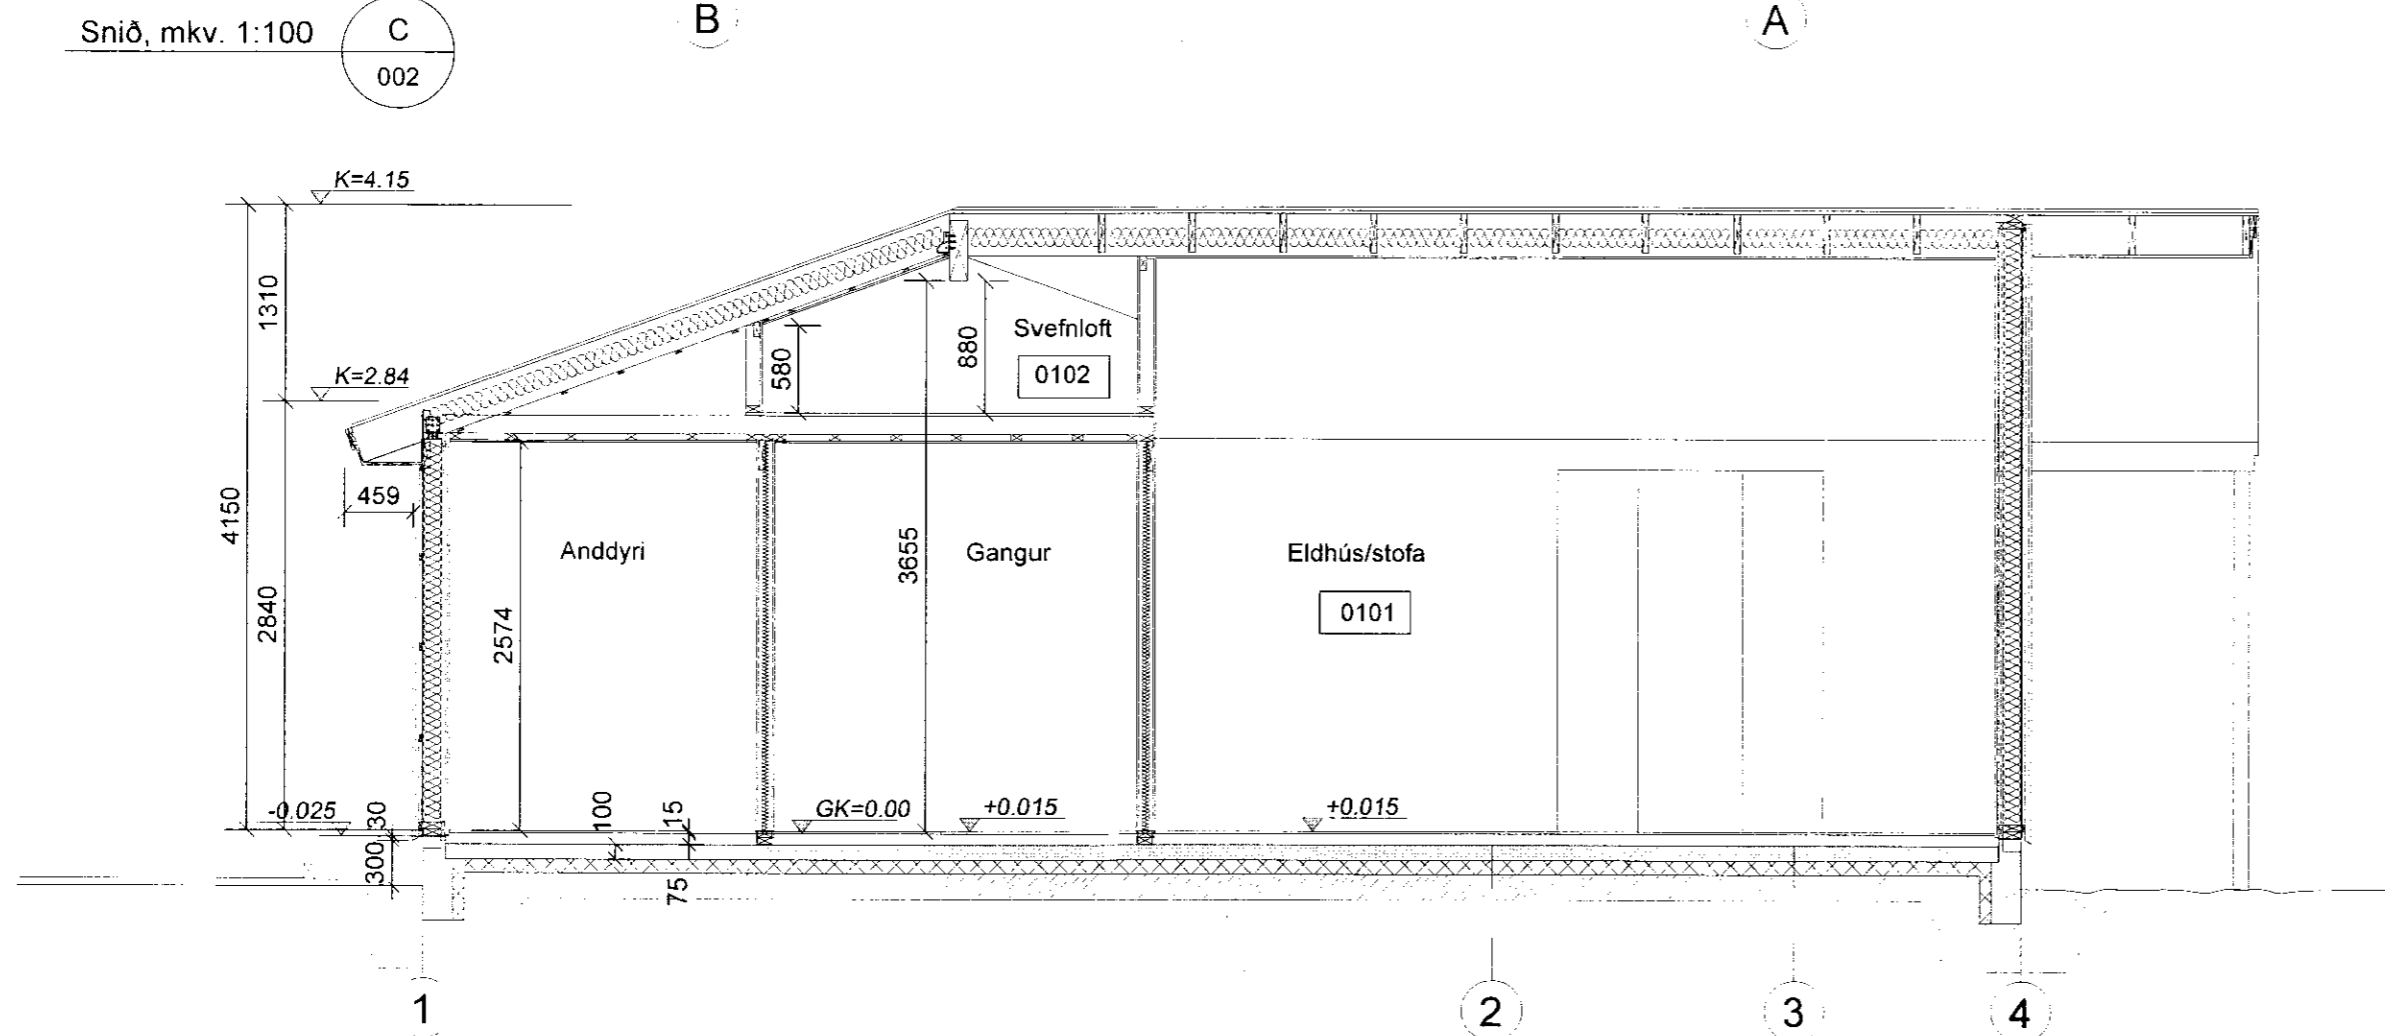 Snið, mkv. 1:100
C
002
B
A
K=4.15
1310
K=2.84
580
880
Svefnloft
0102
459
4150
2840
2574
Anddyri
3655
Gangur
Eldhús/stofa
0101
-0.025
30
100
15
GK=0.00
+0.015
+0.015
300
75
1
2
3
4